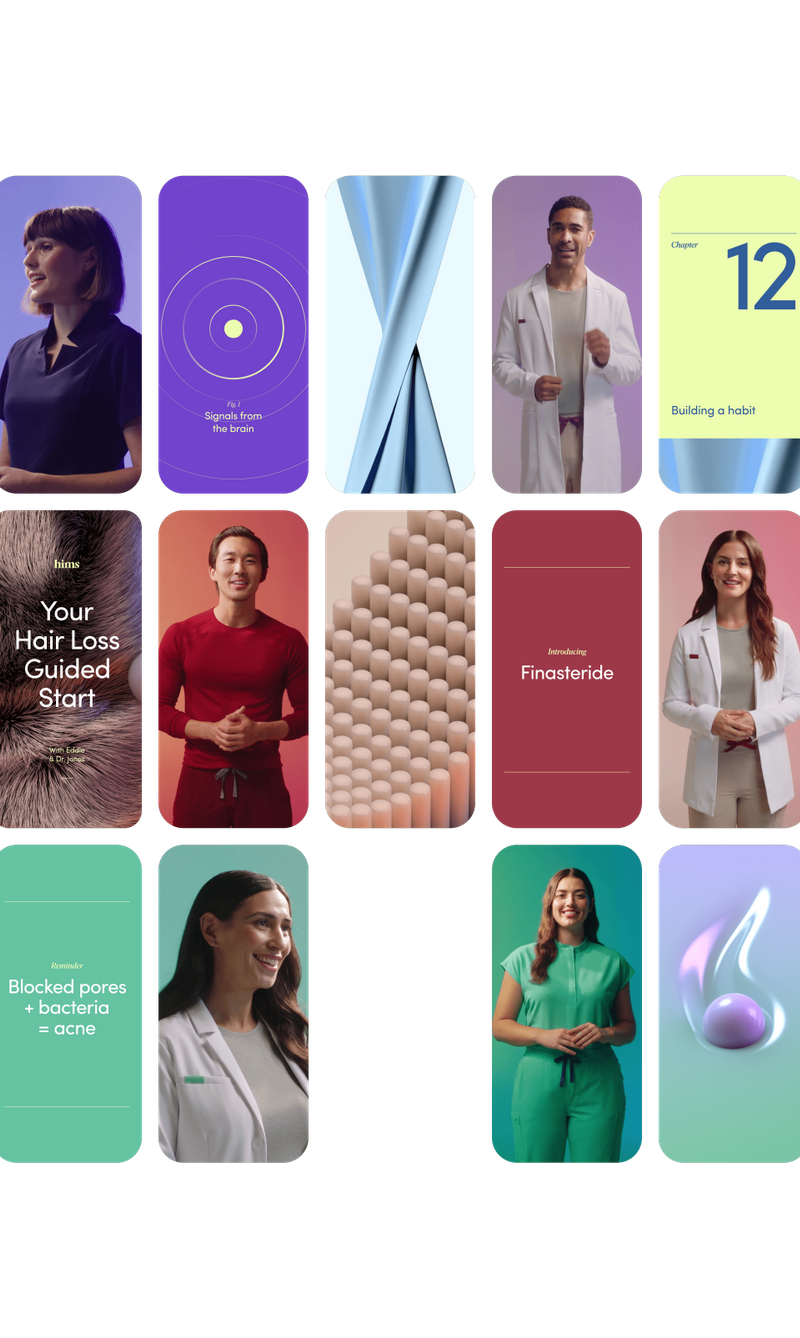 Fig. 1
Signals from
the brain
Chapter
12
Building a habit
hims
Your
Hair Loss
Guided
Start
With Eddie
& Dr. Jones
Introducing
Finasteride
Reminder
Blocked pores
+ bacteria
= acne